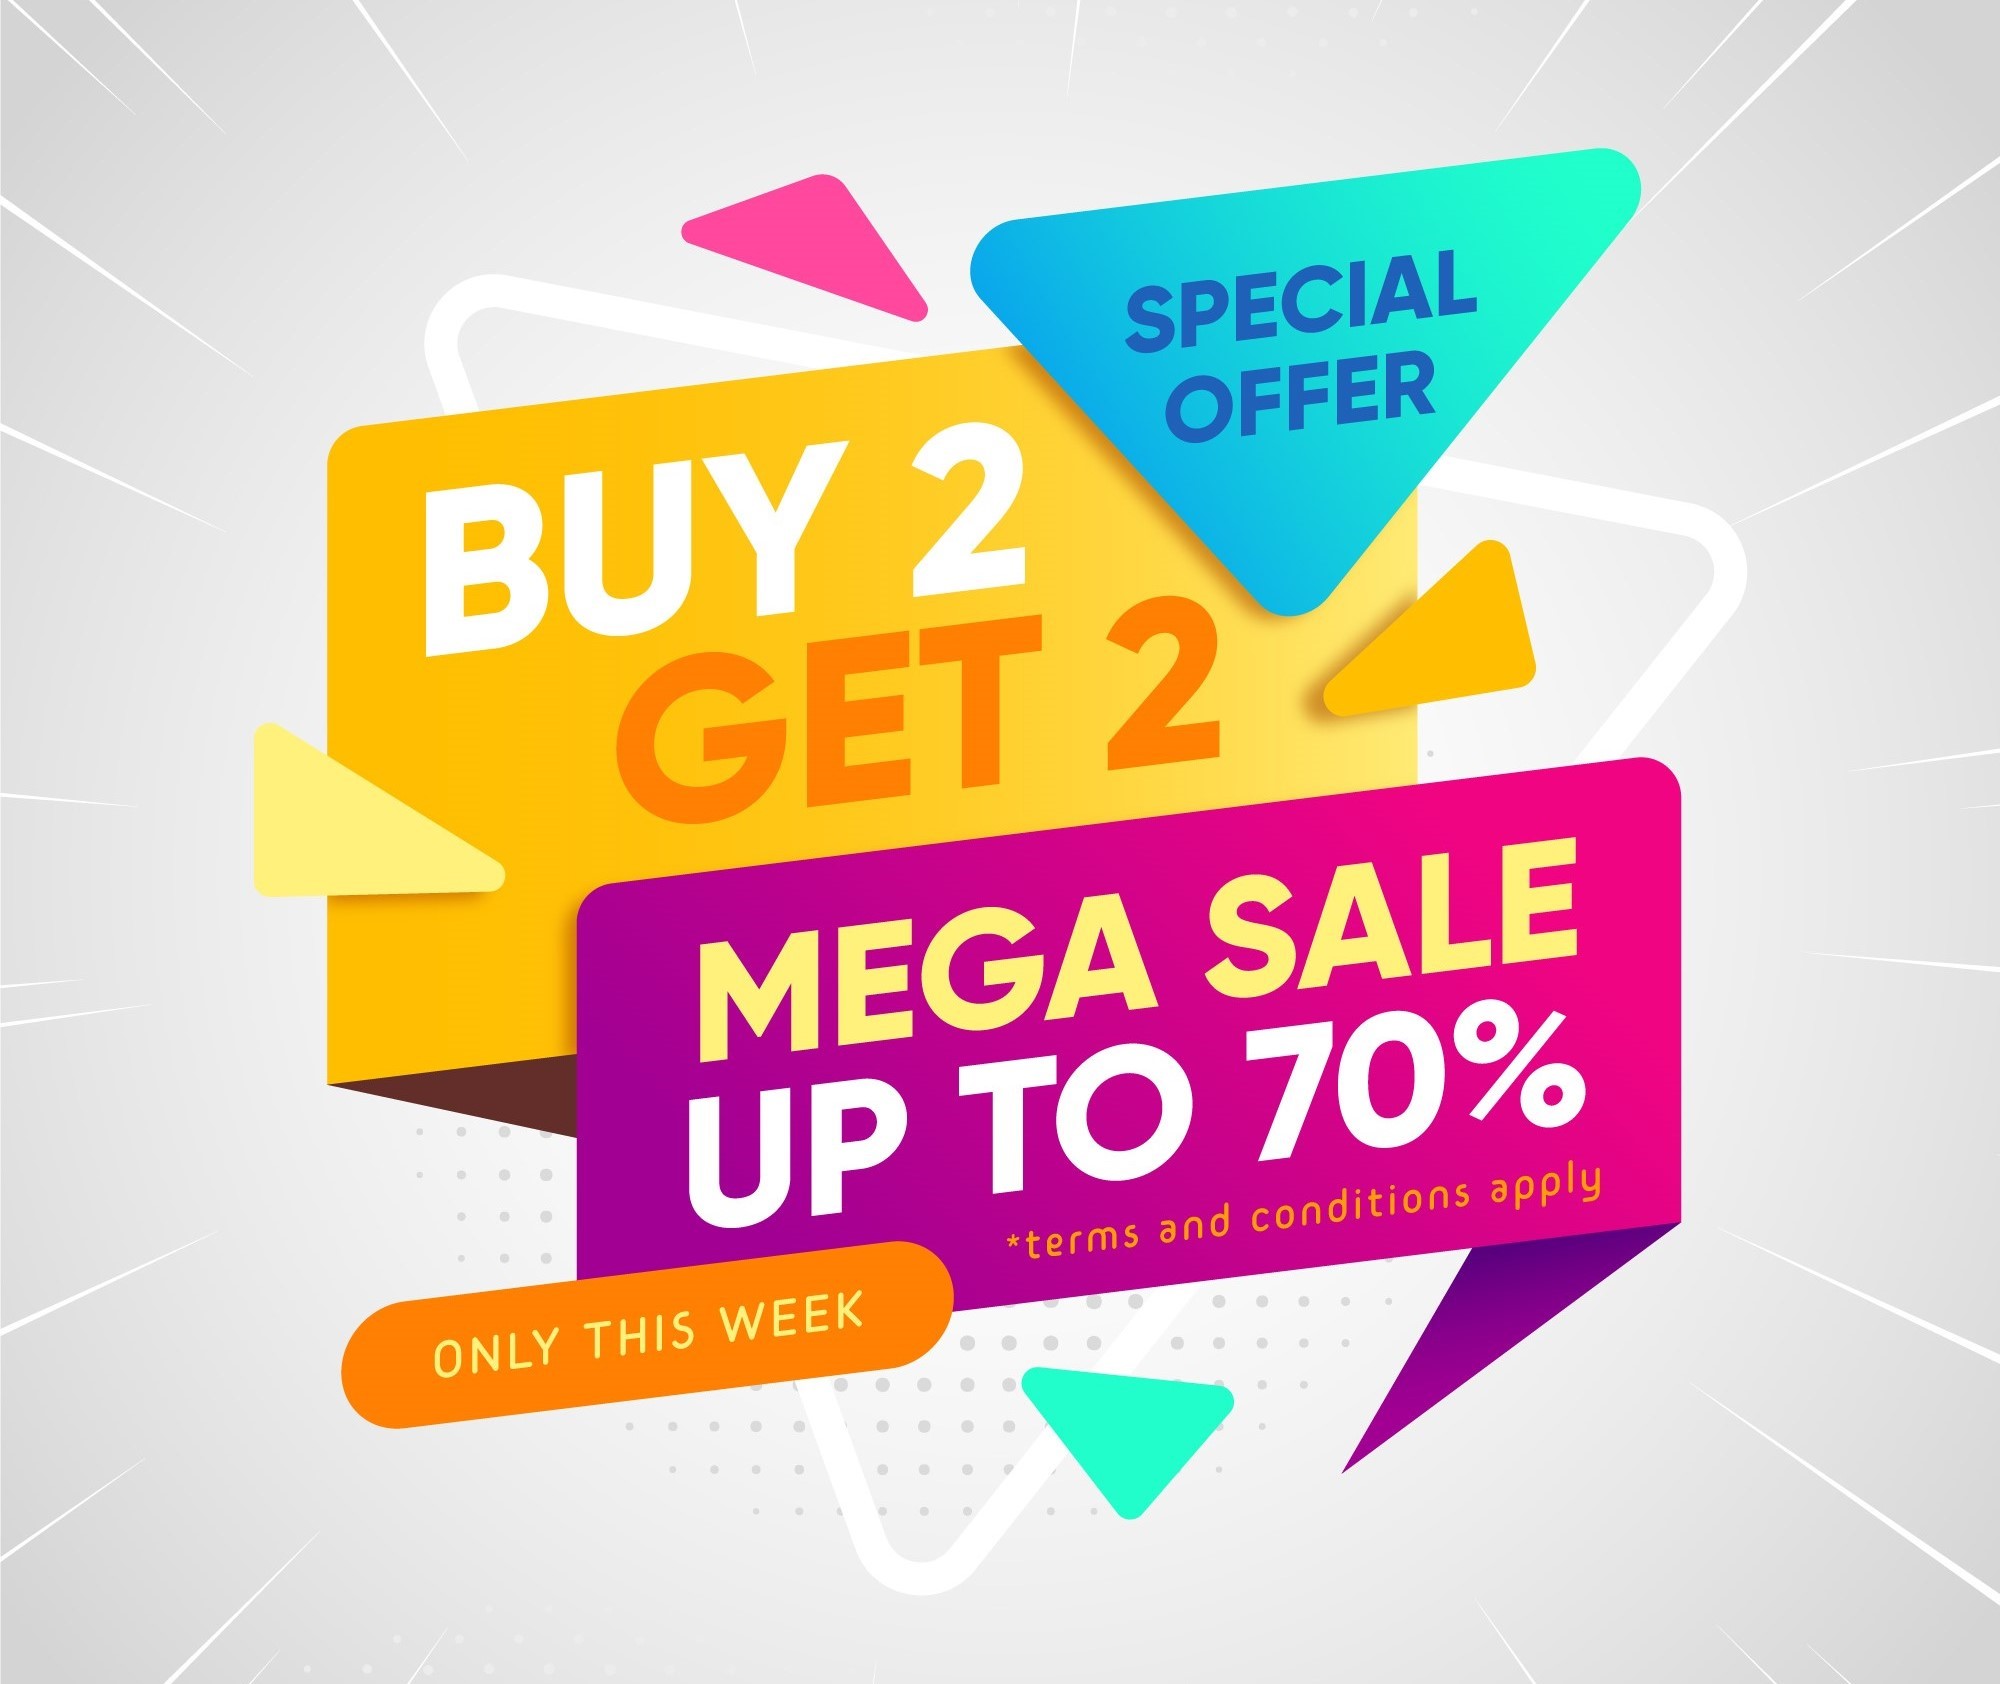 SPECIAL
OFFER
BUY 2
GET 2
MEGA SALE
UP TO 70%
*terms and conditions apply
ONLY THIS WEEK